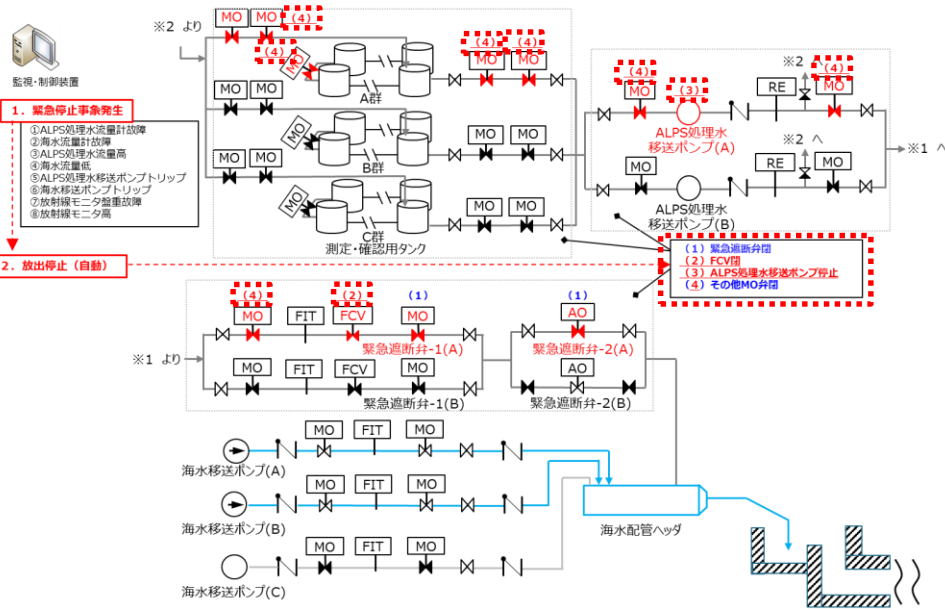 ※2 より
MO
MO
(4)
(4)
MO
A群
(4)
(4)
MO
MO
監視・制御装置
1. 緊急停止事象発生
①ALPS処理水流量計故障
②海水流量計故障
③ALPS処理水流量高
④海水流量低
⑤ALPS処理水移送ポンプトリップ
⑥海水移送ポンプトリップ
⑦放射線モニタ盤重故障
⑧放射線モニタ高
MO
MO
MO
B群
MO
MO
MO
MO
MO
C群
MO
MO
測定・確認用タンク
(4)
MO
(3)
ALPS処理水
移送ポンプ(A)
RE
※2 へ
(4)
MO
MO
ALPS処理水
移送ポンプ(B)
RE
※2 へ
MO
※1 へ
2. 放出停止（自動）
(1) 緊急遮断弁閉
(2) FCV閉
(3) ALPS処理水移送ポンプ停止
(4) その他MO弁閉
※1 より
(4)
MO
FIT
(2)
FCV
(1)
MO
緊急遮断弁-1(A)
(1)
AO
緊急遮断弁-2(A)
MO
FIT
FCV
MO
緊急遮断弁-1(B)
AO
緊急遮断弁-2(B)
MO
FIT
MO
海水移送ポンプ(A)
MO
FIT
MO
海水移送ポンプ(B)
MO
FIT
MO
海水移送ポンプ(C)
海水配管ヘッダ